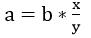 a = b * x/y